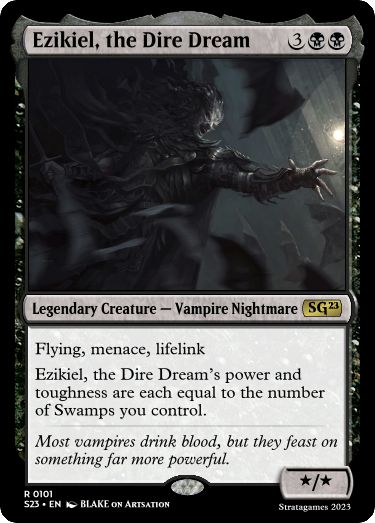 Ezikiel, the Dire Dream 3
Legendary Creature — Vampire Nightmare SG23
Flying, menace, lifelink
Ezikiel, the Dire Dream's power and
toughness are each equal to the number
of Swamps you control.
Most vampires drink blood, but they feast on
something far more powerful.
*/*
R 0101
S23 • EN BLAKE ON ARTSATION
Stratagames 2023